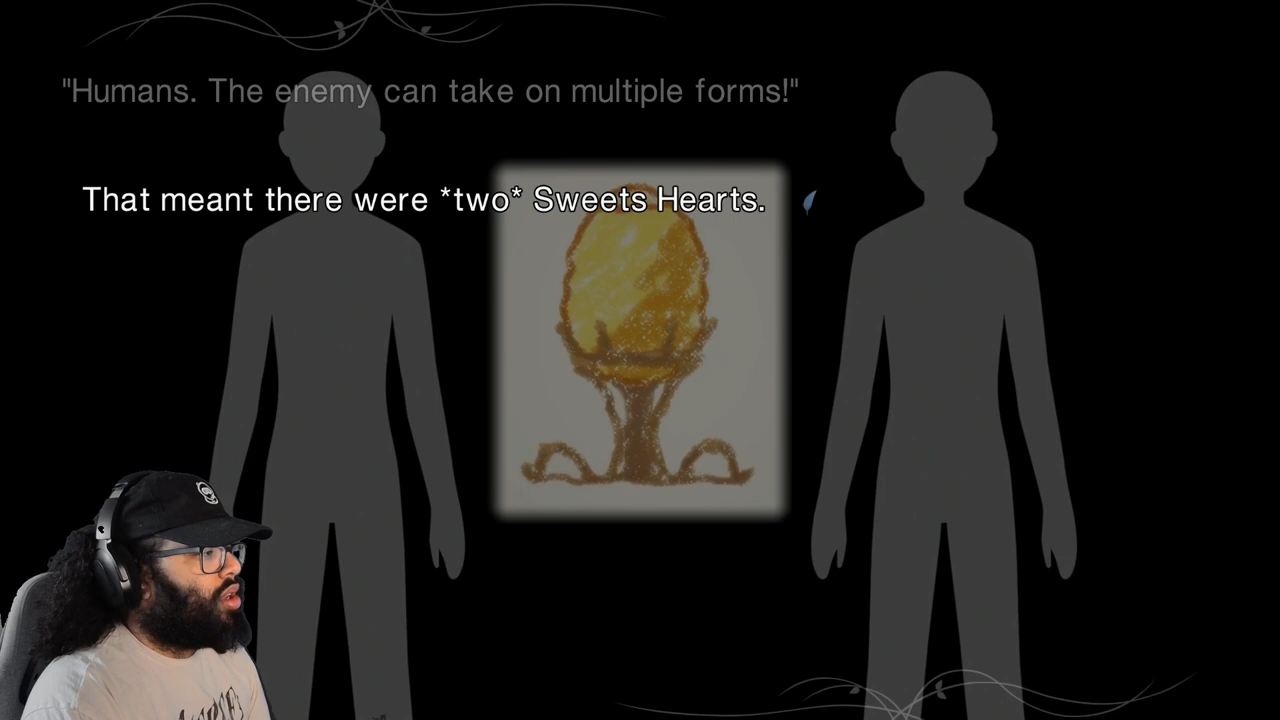 "Humans. The enemy can take on multiple forms!"
That meant there were *two* Sweets Hearts.